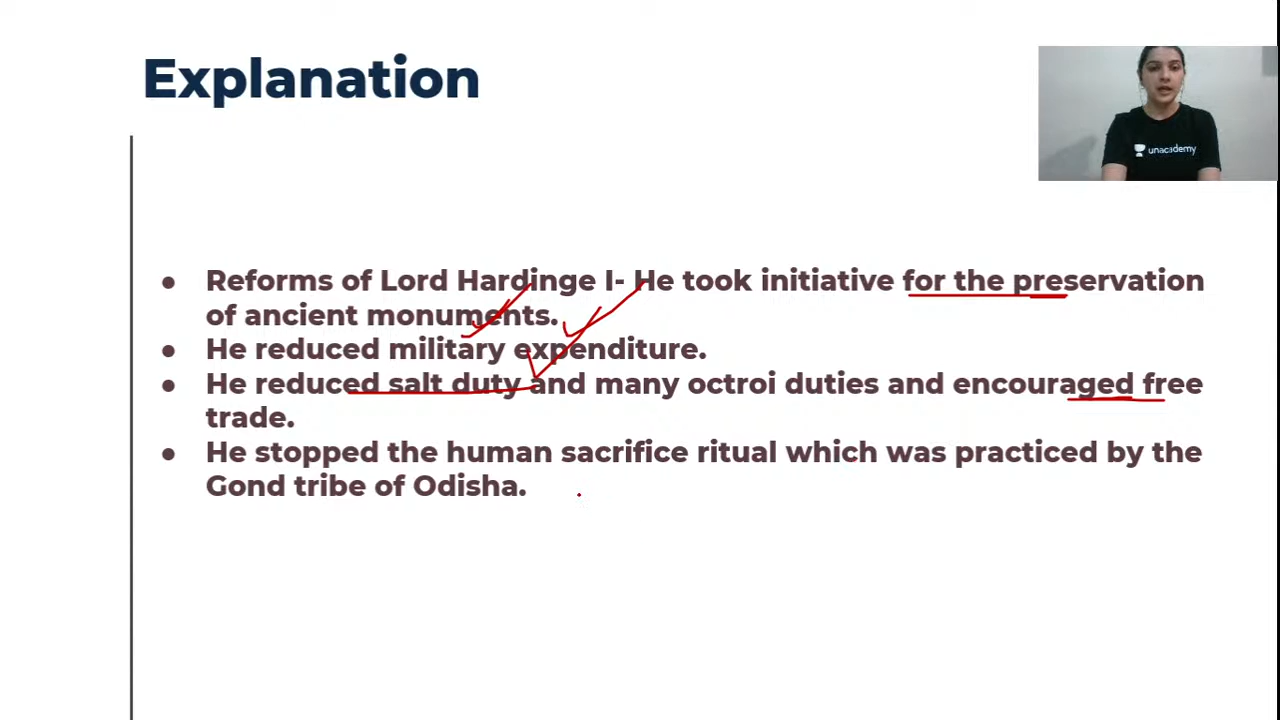 Explanation
unacademy
● Reforms of Lord Hardinge I- He took initiative for the preservation
of ancient monuments.
● He reduced military expenditure.
● He reduced salt duty and many octroi duties and encouraged free
trade.
● He stopped the human sacrifice ritual which was practiced by the
Gond tribe of Odisha.